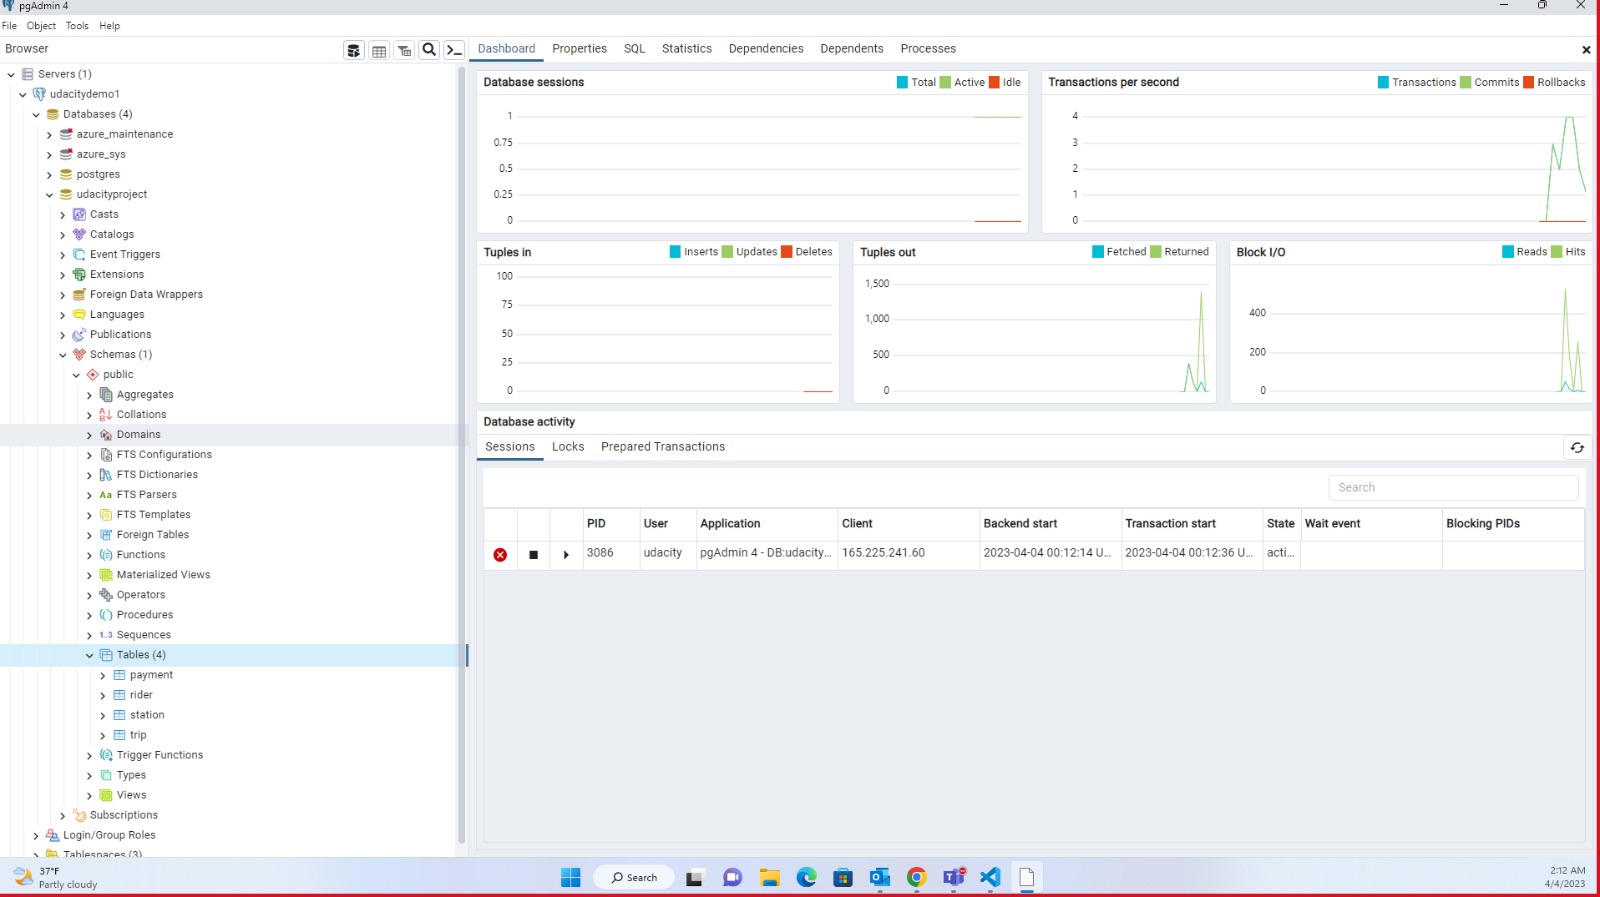 pgAdmin 4
File Object Tools Help
Browser
Dashboard Properties SQL Statistics Dependencies Dependents Processes
Servers (1)
udacitydemo1
Databases (4)
azure_maintenance
azure_sys
postgres
udacityproject
Casts
Catalogs
Event Triggers
Extensions
Foreign Data Wrappers
Languages
Publications
Schemas (1)
public
Aggregates
Collations
Domains
FTS Configurations
FTS Dictionaries
Aa FTS Parsers
FTS Templates
Foreign Tables
Functions
Materialized Views
Operators
Procedures
1..3 Sequences
Tables (4)
payment
rider
station
trip
Trigger Functions
Types
Views
Subscriptions
Login/Group Roles
Tablespaces (3)
Database sessions
Total Active Idle
1
0.75
0.5
0.25
0
Transactions per second
Transactions Commits Rollbacks
4
3
2
1
0
Tuples in
Inserts Updates Deletes
100
75
50
25
0
Tuples out
Fetched Returned
1,500
1,000
500
0
Block I/O
Reads Hits
400
200
0
Database activity
Sessions Locks Prepared Transactions
Search
PID User Application Client Backend start Transaction start State Wait event Blocking PIDs
3086 udacity pgAdmin 4 - DB:udacity... 165.225.241.60 2023-04-04 00:12:14 U... 2023-04-04 00:12:36 U... acti...
37°F
Partly cloudy
Search
2:12 AM
4/4/2023